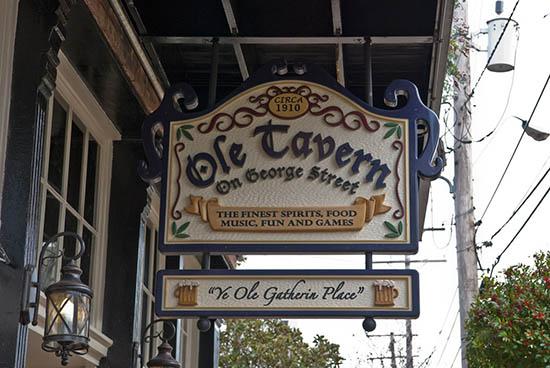 CIRCA
1910
Ole Tavern
On George Street
THE FINEST SPIRITS, FOOD
MUSIC, FUN AND GAMES
"Ye Ole Gatherin Place"